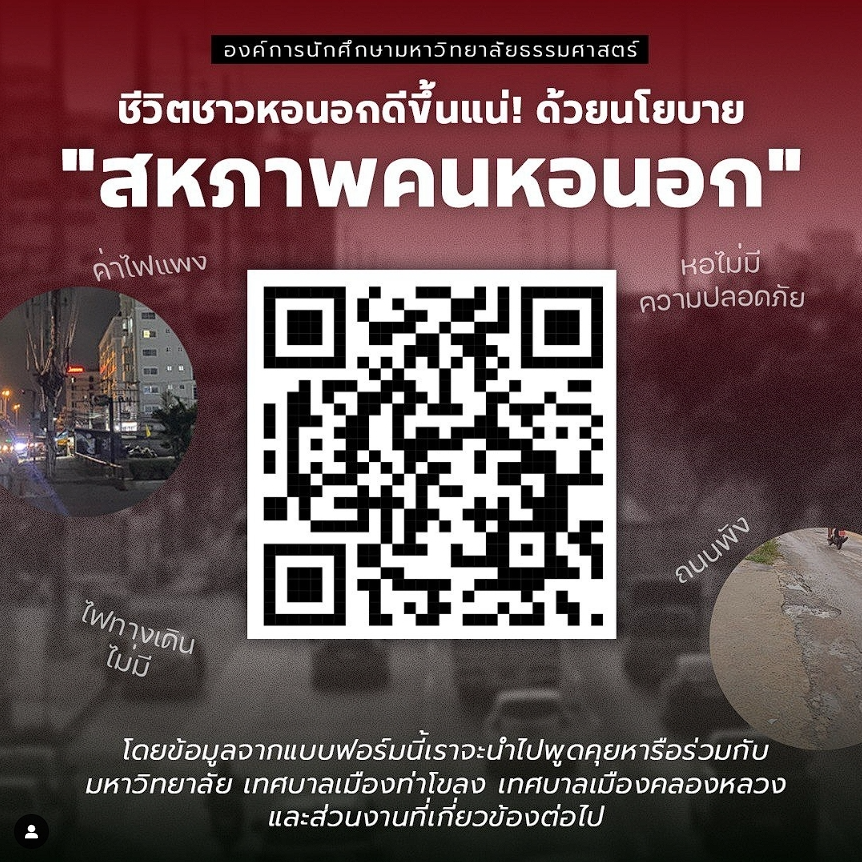 องค์การนักศึกษามหาวิทยาลัยธรรมศาสตร์
ชีวิตชาวหอนอกดีขึ้นแน่! ด้วยนโยบาย
"สหภาพคนหอนอก"
ค่าไฟแพง
หอไม่มี
ความปลอดภัย
ถนนพัง
ไฟทางเดิน
ไม่มี
โดยข้อมูลจากแบบฟอร์มนี้เราจะนำไปพูดคุยหารือร่วมกับ
มหาวิทยาลัย เทศบาลเมืองท่าโขลง เทศบาลเมืองคลองหลวง
และส่วนงานที่เกี่ยวข้องต่อไป